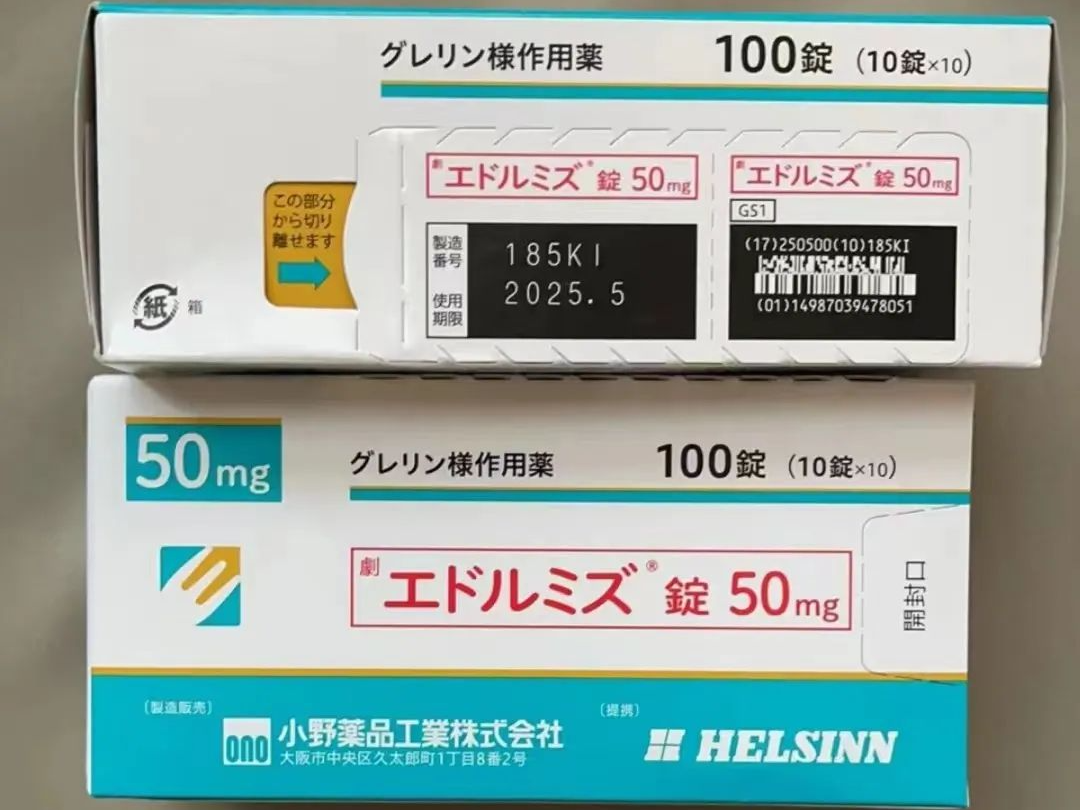 グレリン様作用薬 100錠 (10錠×10)
劇 エドルミズ® 錠 50mg
劇 エドルミズ® 錠 50mg
この部分
から切り
離せます
GS1
製造
番号
185KI
使用
期限
2025.5
(17)250500(10)185KI
(01)14987039478051
紙 箱
50mg
グレリン様作用薬 100錠 (10錠×10)
劇 エドルミズ® 錠 50mg
開封口
〔製造販売〕
ono 小野薬品工業株式会社
大阪市中央区久太郎町1丁目8番2号
〔提携〕
HELSINN